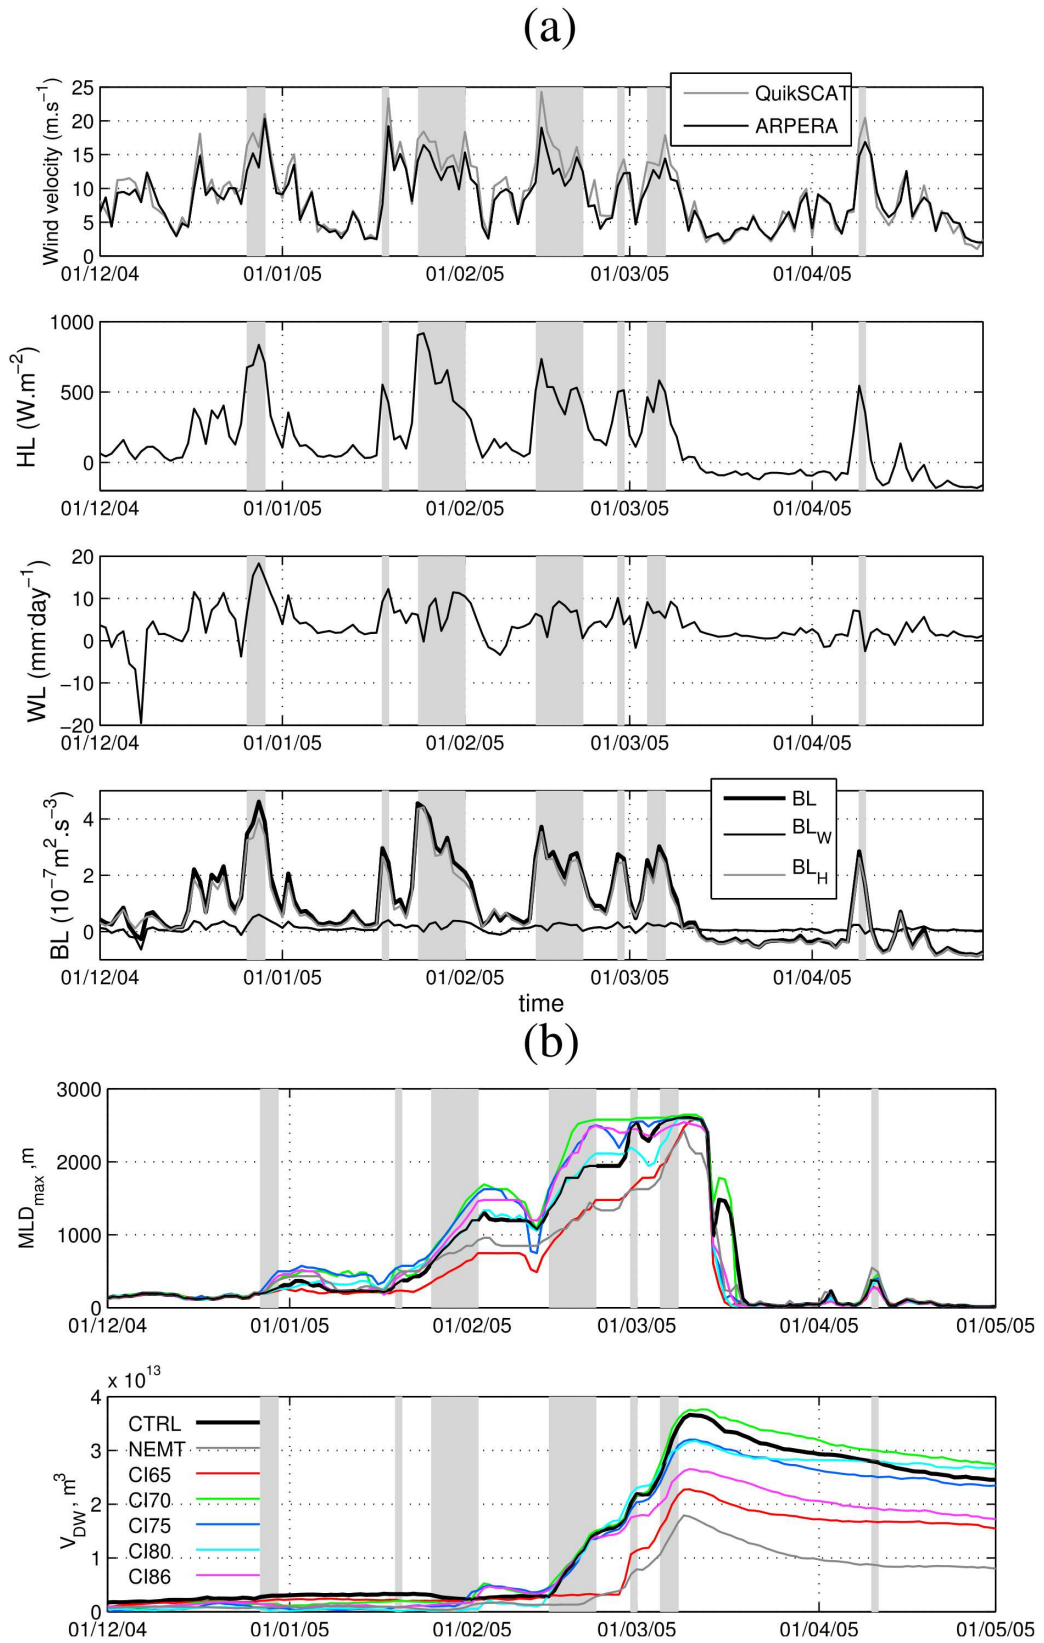 (a)
Wind velocity (m.s⁻¹)
25
20
15
10
5
0
QuikSCAT
ARPERA
01/12/04 01/01/05 01/02/05 01/03/05 01/04/05
HL (W.m⁻²)
1000
500
0
01/12/04 01/01/05 01/02/05 01/03/05 01/04/05
WL (mm.day⁻¹)
20
10
0
−10
−20
01/12/04 01/01/05 01/02/05 01/03/05 01/04/05
BL (10⁻⁷m².s⁻³)
4
2
0
BL
BL_W
BL_H
01/12/04 01/01/05 01/02/05 01/03/05 01/04/05
time
(b)
MLD_max,m
3000
2000
1000
0
01/12/04 01/01/05 01/02/05 01/03/05 01/04/05 01/05/05
x 10¹³
V_DW, m³
4
3
2
1
0
CTRL
NEMT
CI65
CI70
CI75
CI80
CI86
01/12/04 01/01/05 01/02/05 01/03/05 01/04/05 01/05/05